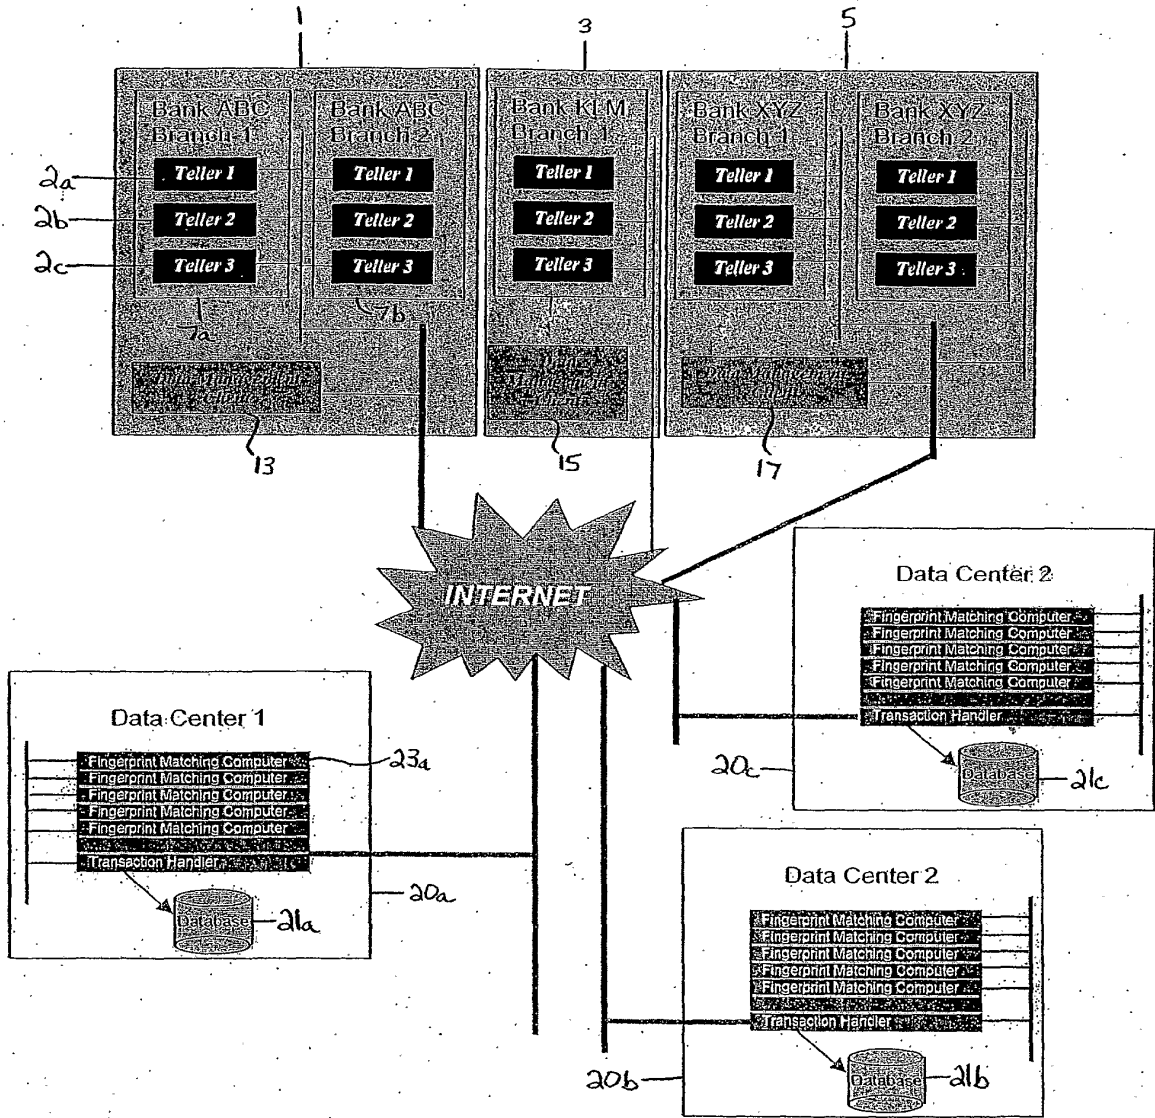 1
3
5
Bank ABC Branch 1
Bank ABC Branch 2
Bank KLM Branch 1
Bank XYZ Branch 1
Bank XYZ Branch 2
2a
Teller 1
Teller 1
Teller 1
Teller 1
Teller 1
2b
Teller 2
Teller 2
Teller 2
Teller 2
Teller 2
2c
Teller 3
Teller 3
Teller 3
Teller 3
Teller 3
7a
7b
13
15
17
INTERNET
Data Center 2
Fingerprint Matching Computer
Fingerprint Matching Computer
Fingerprint Matching Computer
Fingerprint Matching Computer
Fingerprint Matching Computer
Transaction Handler
20c
Database
21c
Data Center 1
Fingerprint Matching Computer
23a
Fingerprint Matching Computer
Fingerprint Matching Computer
Fingerprint Matching Computer
Fingerprint Matching Computer
Transaction Handler
20a
Database
21a
Data Center 2
Fingerprint Matching Computer
Fingerprint Matching Computer
Fingerprint Matching Computer
Fingerprint Matching Computer
Fingerprint Matching Computer
Transaction Handler
20b
Database
21b